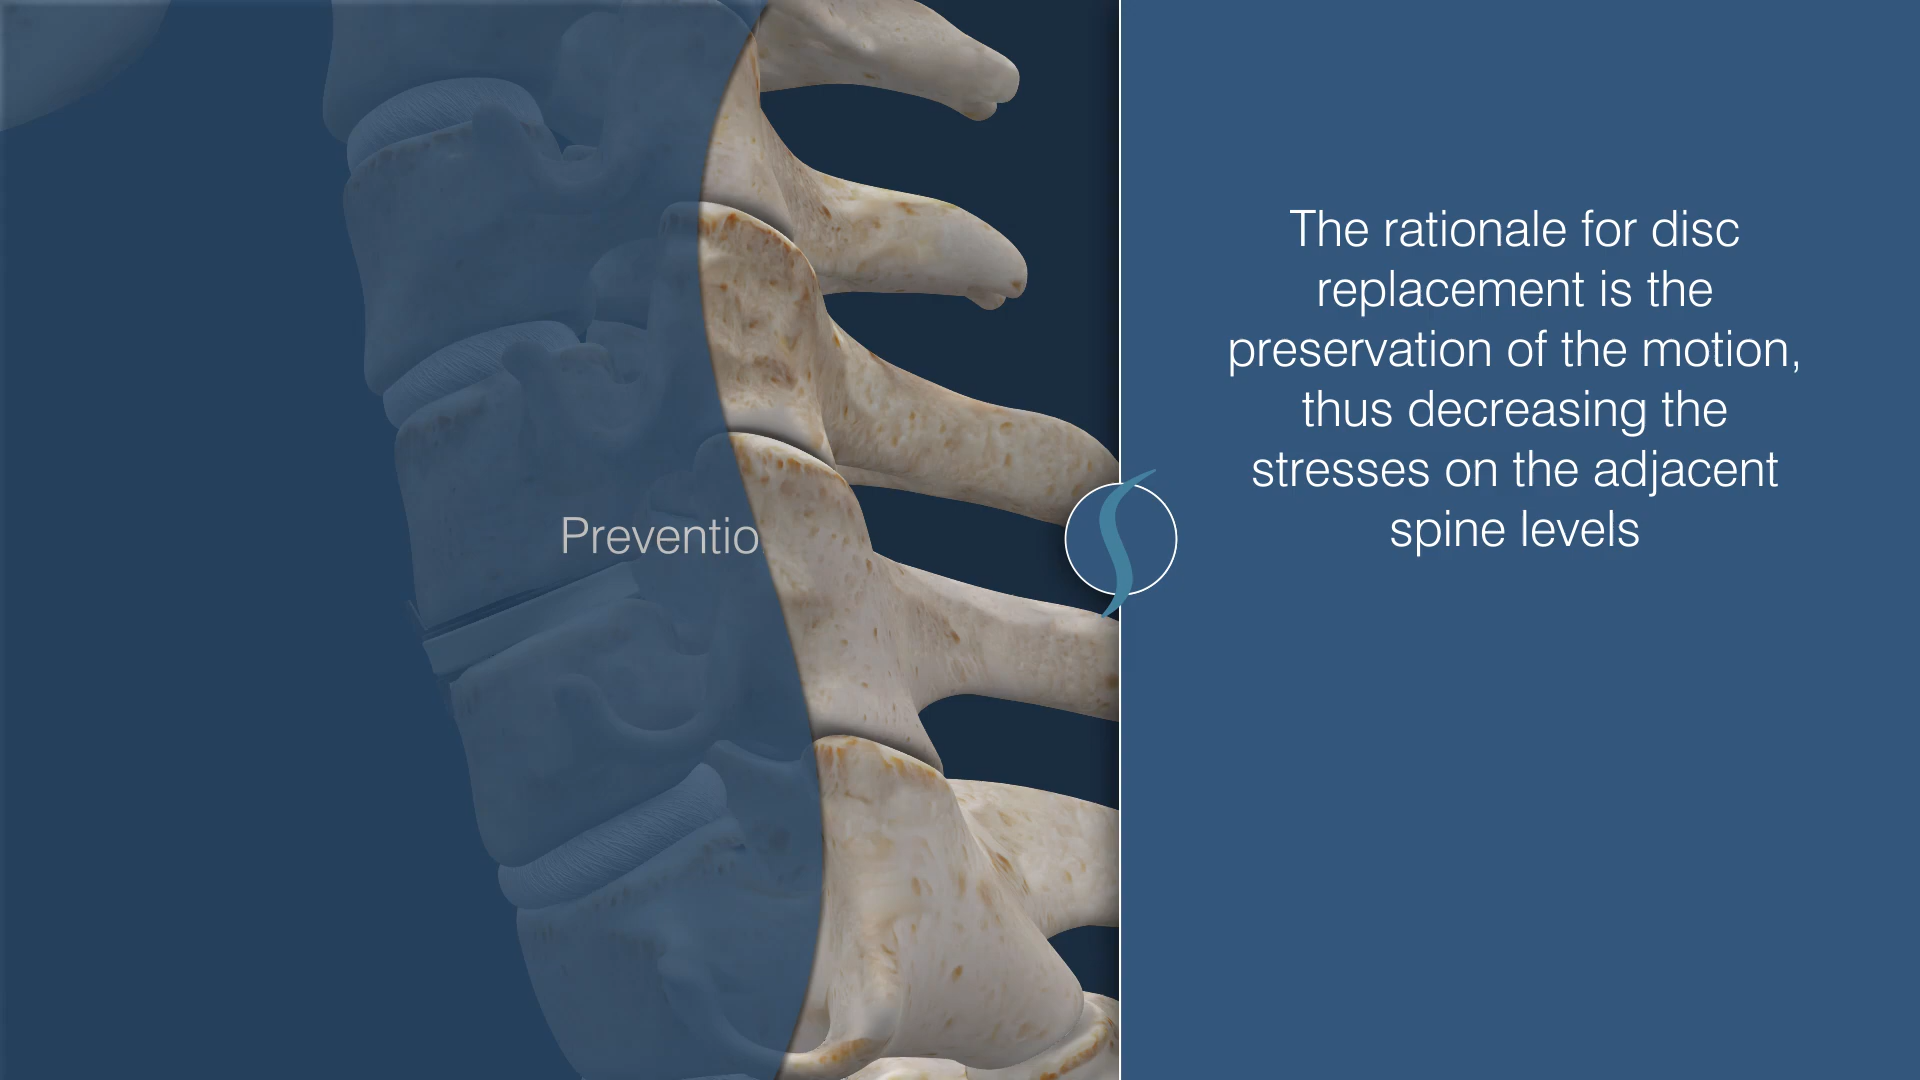 Preventio
The rationale for disc
replacement is the
preservation of the motion,
thus decreasing the
stresses on the adjacent
spine levels